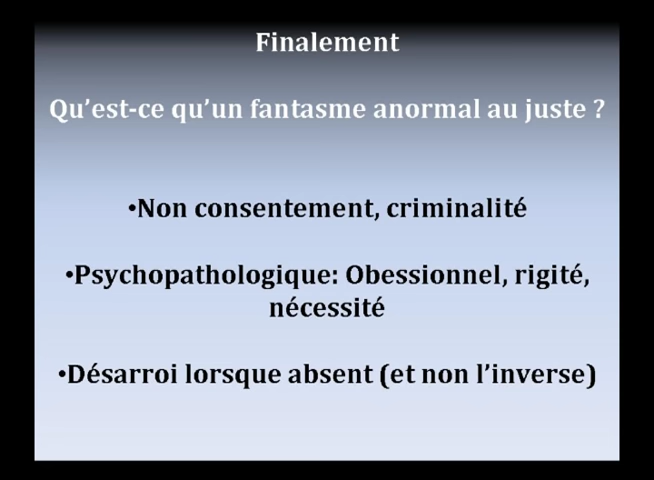 Finalement
Qu’est-ce qu’un fantasme anormal au juste ?
•Non consentement, criminalité
•Psychopathologique: Obessionnel, rigité,
nécessité
•Désarroi lorsque absent (et non l’inverse)